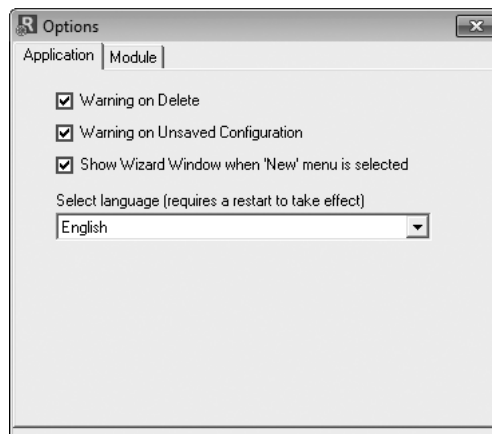 R Options
Application Module
Warning on Delete
Warning on Unsaved Configuration
Show Wizard Window when 'New' menu is selected
Select language (requires a restart to take effect)
English